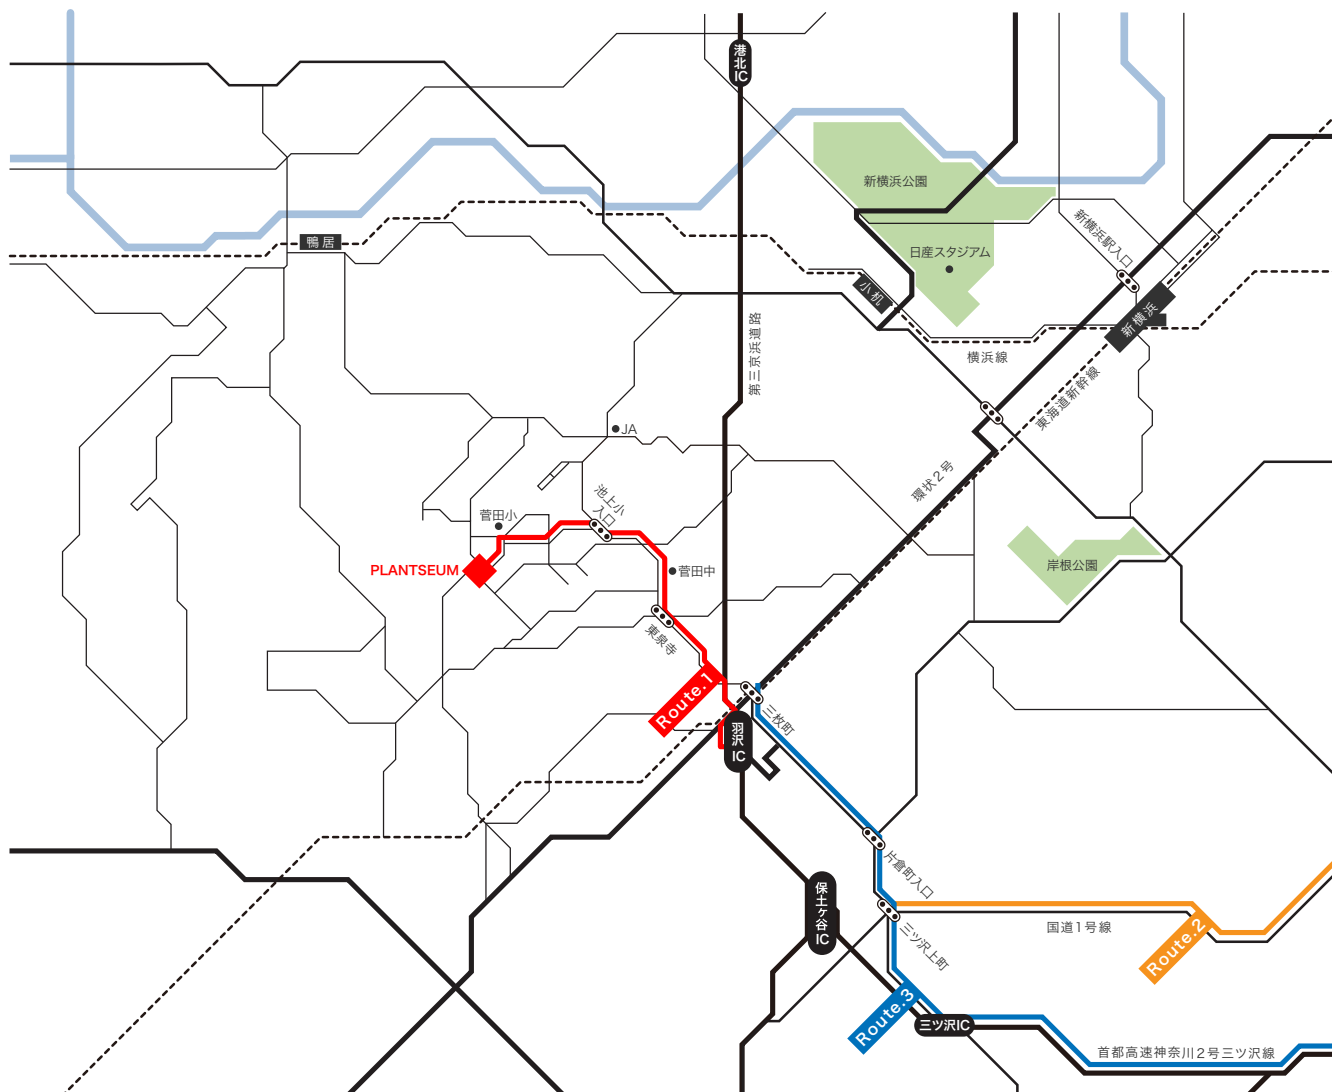 港北IC
新横浜公園
新横浜駅入口
鴨居
日産スタジアム
小机
新横浜
第三京浜道路
横浜線
東海道新幹線
JA
環状2号
池上小
入口
菅田小
PLANTSEUM
菅田中
岸根公園
東泉寺
Route.1
三枚町
羽沢IC
片倉町入口
保土ヶ谷IC
国道1号線
三ツ沢上町
Route.2
Route.3
三ツ沢IC
首都高速神奈川2号三ツ沢線